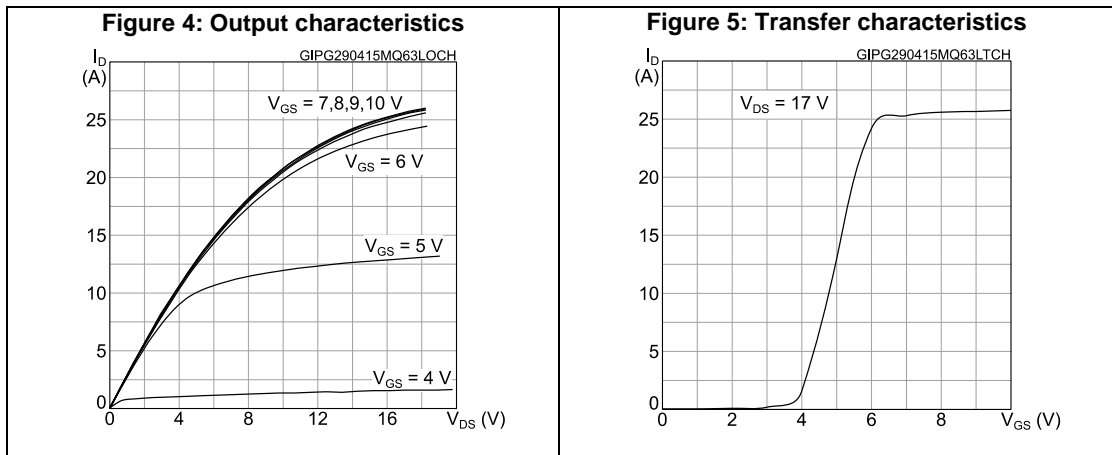 Figure 4: Output characteristics
I_D (A)
GIPG290415MQ63LOCH
V_GS = 7,8,9,10 V
V_GS = 6 V
V_GS = 5 V
V_GS = 4 V
25
20
15
10
5
0
0 4 8 12 16 V_DS (V)
Figure 5: Transfer characteristics
I_D (A)
GIPG290415MQ63LTCH
V_DS = 17 V
25
20
15
10
5
0
0 2 4 6 8 V_GS (V)